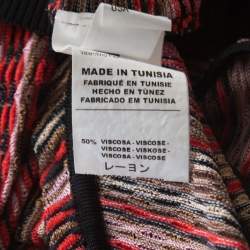 USA
MADE IN TUNISIA
FABRIQUÉ EN TUNISIE
HECHO EN TÚNEZ
FABRICADO EM TUNISIA
50% VISCOSA - VISCOSE -
VISCOSE - VISKOSE -
VISCOSA - VISCOSE
レーヨン